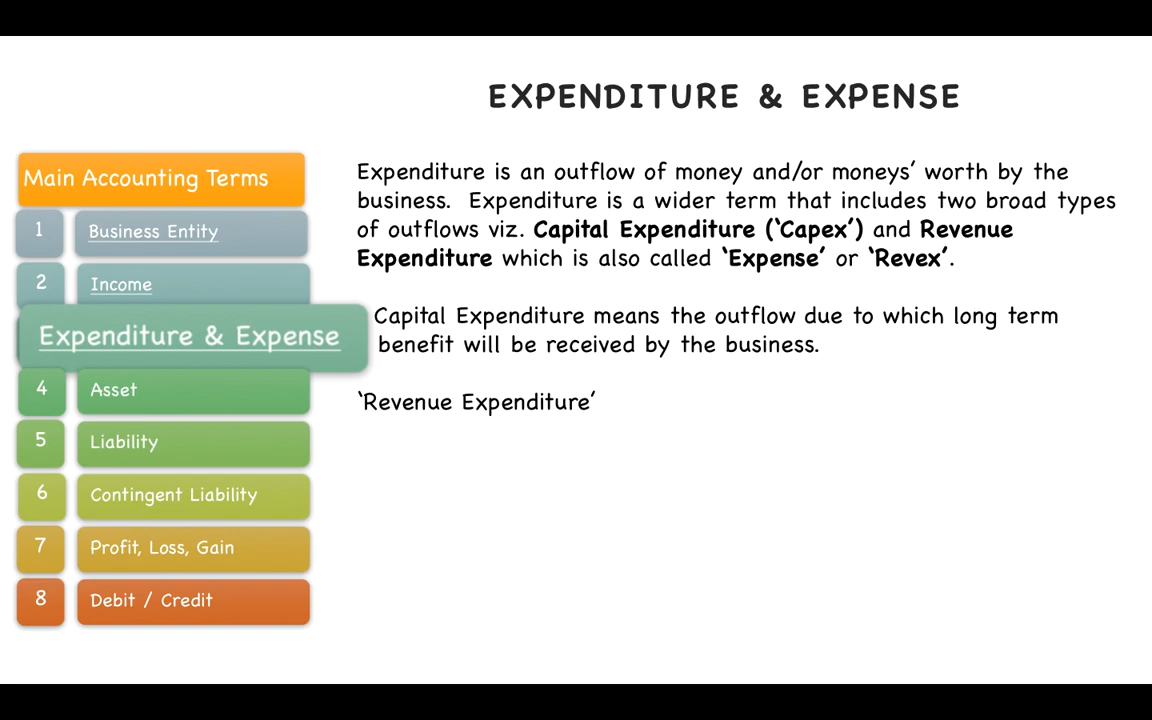 EXPENDITURE & EXPENSE
Main Accounting Terms
1 Business Entity
2 Income
Expenditure & Expense
4 Asset
5 Liability
6 Contingent Liability
7 Profit, Loss, Gain
8 Debit / Credit
Expenditure is an outflow of money and/or moneys’ worth by the
business. Expenditure is a wider term that includes two broad types
of outflows viz. Capital Expenditure (‘Capex’) and Revenue
Expenditure which is also called ‘Expense’ or ‘Revex’.
Capital Expenditure means the outflow due to which long term
benefit will be received by the business.
‘Revenue Expenditure’